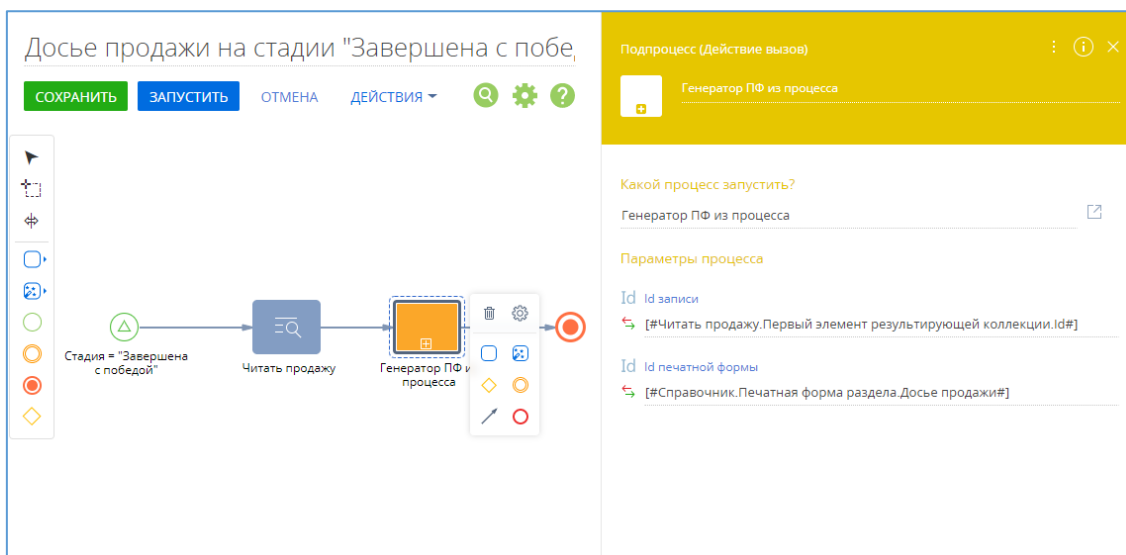 Досье продажи на стадии "Завершена с побе
СОХРАНИТЬ ЗАПУСТИТЬ ОТМЕНА ДЕЙСТВИЯ
Стадия = "Завершена
с победой"
Читать продажу
Генератор ПФ и
процесса
Подпроцесс (Действие вызов)
Генератор ПФ из процесса
Какой процесс запустить?
Генератор ПФ из процесса
Параметры процесса
Id Id записи
[#Читать продажу.Первый элемент результирующей коллекции.Id#]
Id Id печатной формы
[#Справочник.Печатная форма раздела.Досье продажи#]